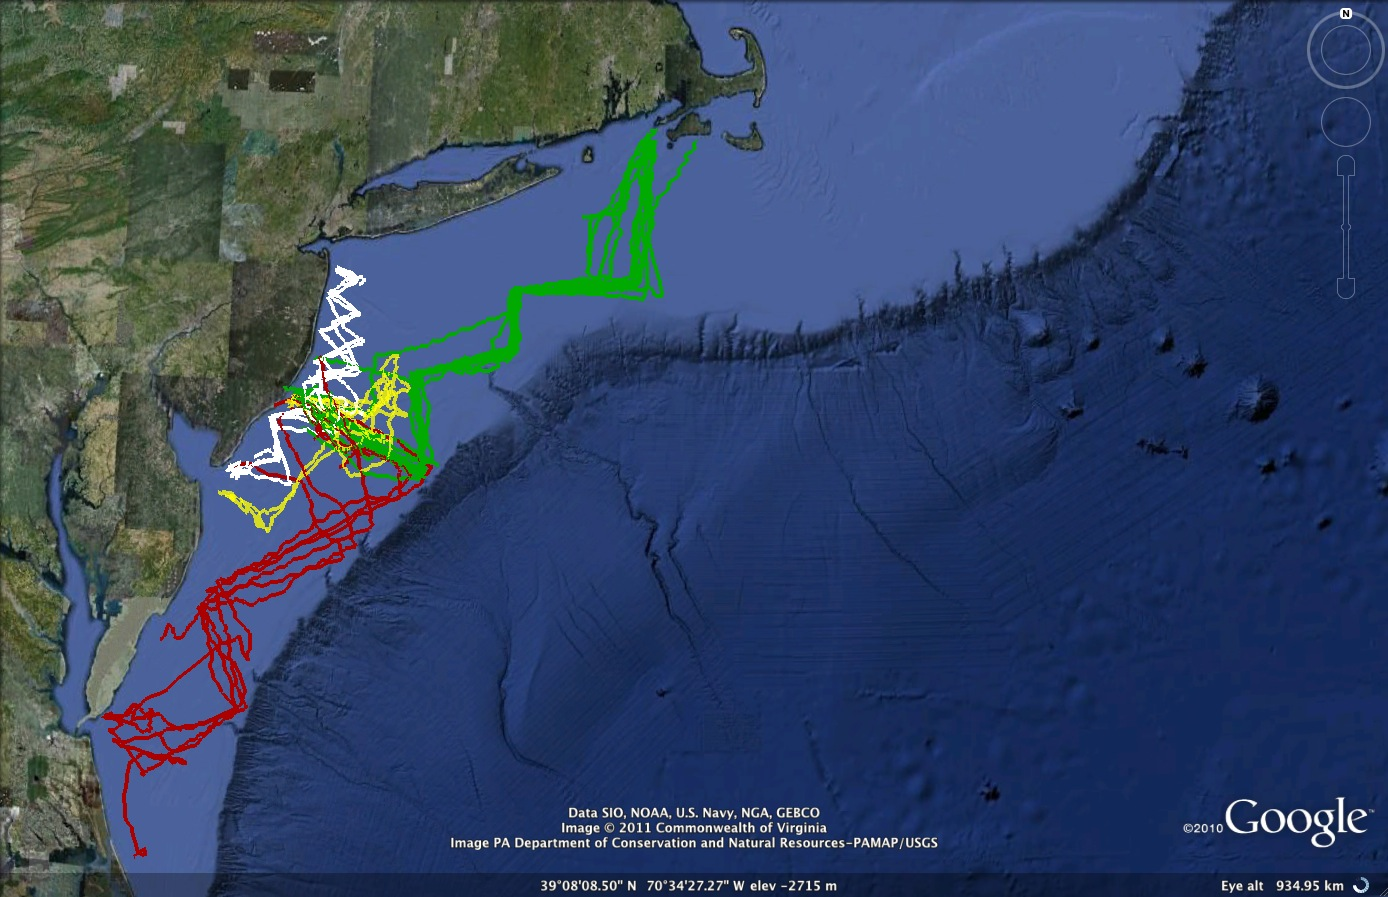 N
Data SIO, NOAA, U.S. Navy, NGA, GEBCO
Image © 2011 Commonwealth of Virginia
Image PA Department of Conservation and Natural Resources-PAMAP/USGS
©2010 Google™
39°08'08.50" N 70°34'27.27" W elev -2715 m
Eye alt 934.95 km